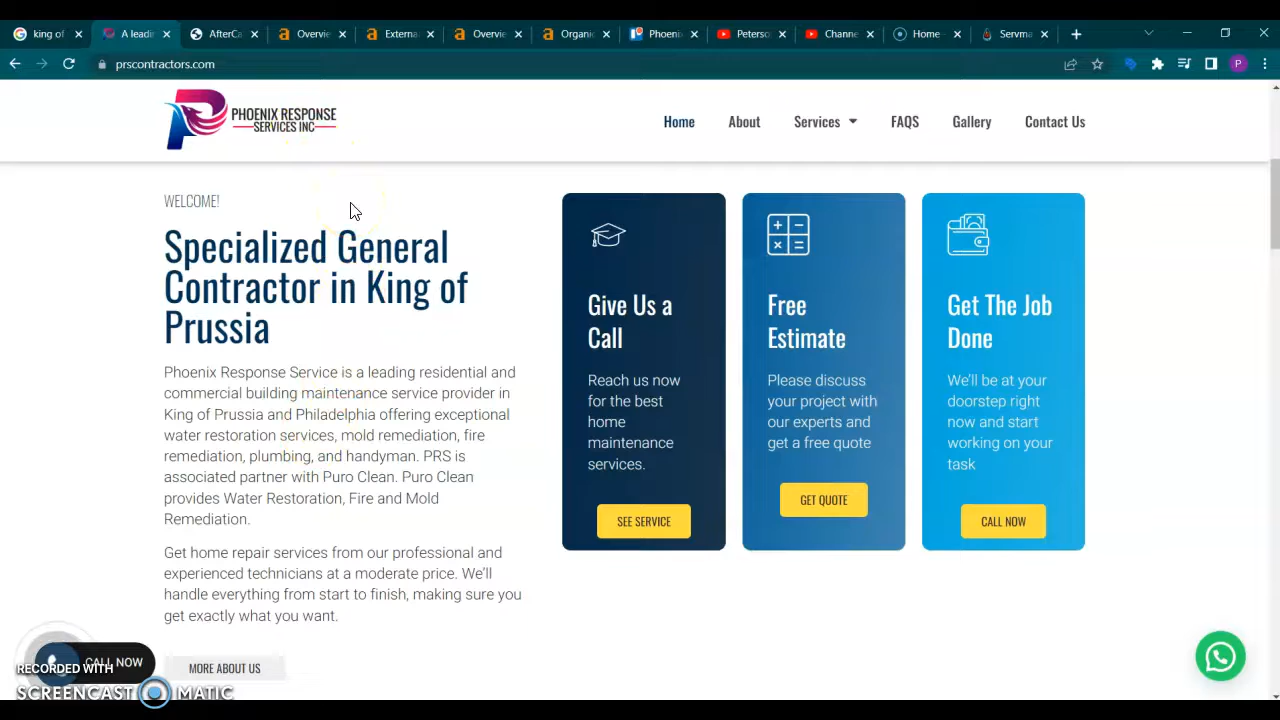 king of
A leadi
AfterCa
Overvie
Externa
Overvie
Organic
Phoenix
Peterso
Channe
Home -
Servma
prscontractors.com
P
PHOENIX RESPONSE
SERVICES INC
Home
About
Services
FAQS
Gallery
Contact Us
WELCOME!
Specialized General
Contractor in King of
Prussia
Phoenix Response Service is a leading residential and
commercial building maintenance service provider in
King of Prussia and Philadelphia offering exceptional
water restoration services, mold remediation, fire
remediation, plumbing, and handyman. PRS is
associated partner with Puro Clean. Puro Clean
provides Water Restoration, Fire and Mold
Remediation.
Get home repair services from our professional and
experienced technicians at a moderate price. We'll
handle everything from start to finish, making sure you
get exactly what you want.
MORE ABOUT US
Give Us a
Call
Reach us now
for the best
home
maintenance
services.
SEE SERVICE
Free
Estimate
Please discuss
your project with
our experts and
get a free quote
GET QUOTE
Get The Job
Done
We'll be at your
doorstep right
now and start
working on your
task
CALL NOW
CALL NOW
RECORDED WITH
SCREENCAST MATIC